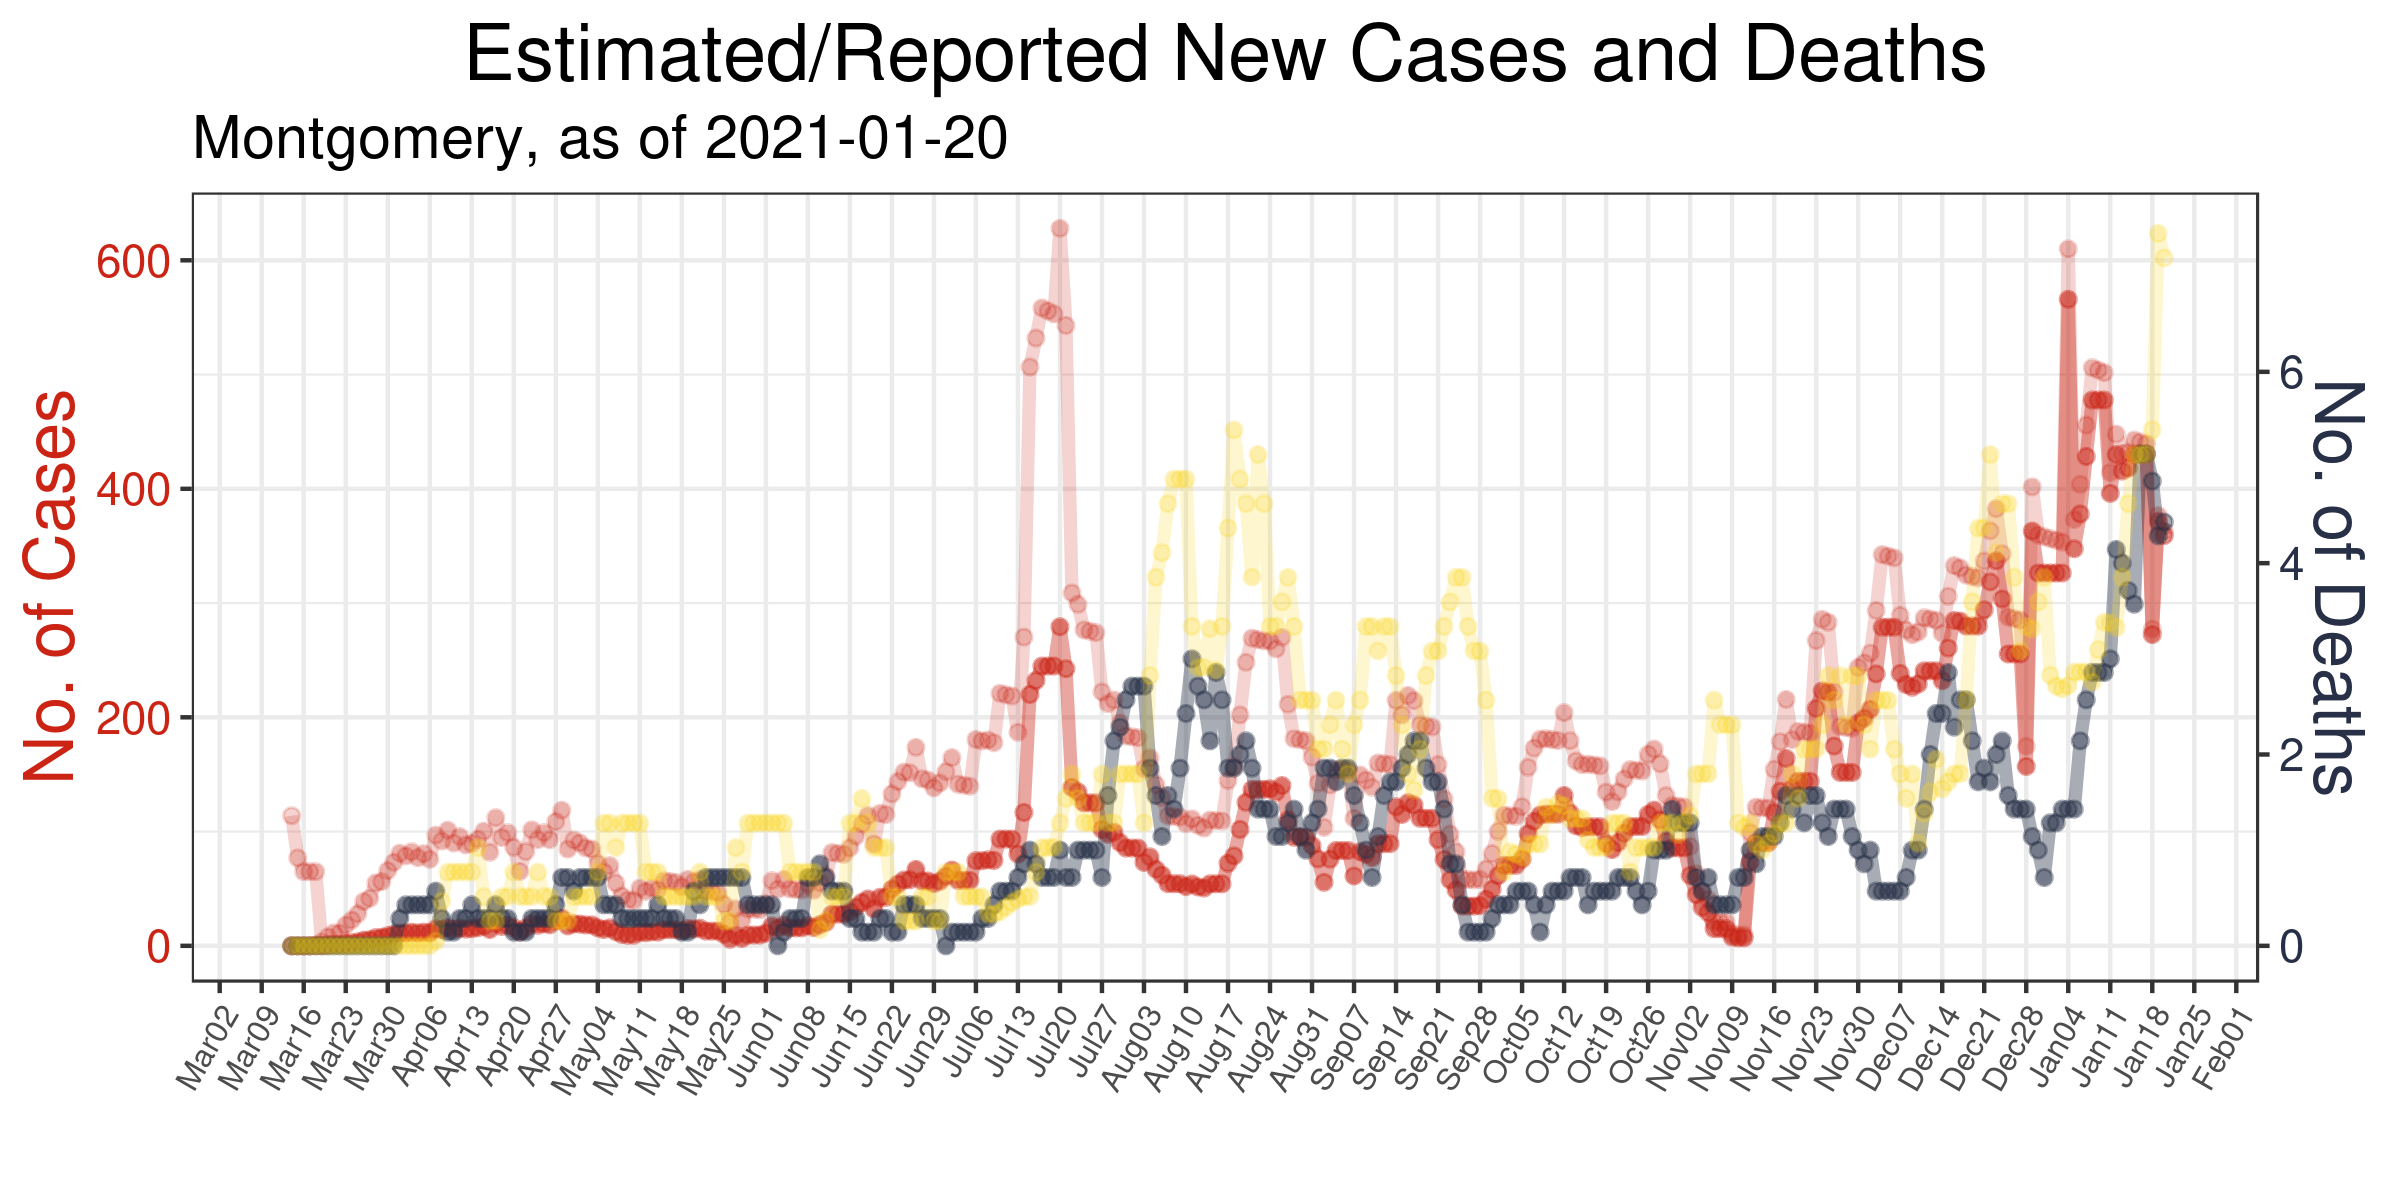 Estimated/Reported New Cases and Deaths
Montgomery, as of 2021-01-20
No. of Cases
600
400
200
0
No. of Deaths
6
4
2
0
Mar02 Mar09 Mar16 Mar23 Mar30 Apr06 Apr13 Apr20 Apr27 May04 May11 May18 May25 Jun01 Jun08 Jun15 Jun22 Jun29 Jul06 Jul13 Jul20 Jul27 Aug03 Aug10 Aug17 Aug24 Aug31 Sep07 Sep14 Sep21 Sep28 Oct05 Oct12 Oct19 Oct26 Nov02 Nov09 Nov16 Nov23 Nov30 Dec07 Dec14 Dec21 Dec28 Jan04 Jan11 Jan18 Jan25 Feb01